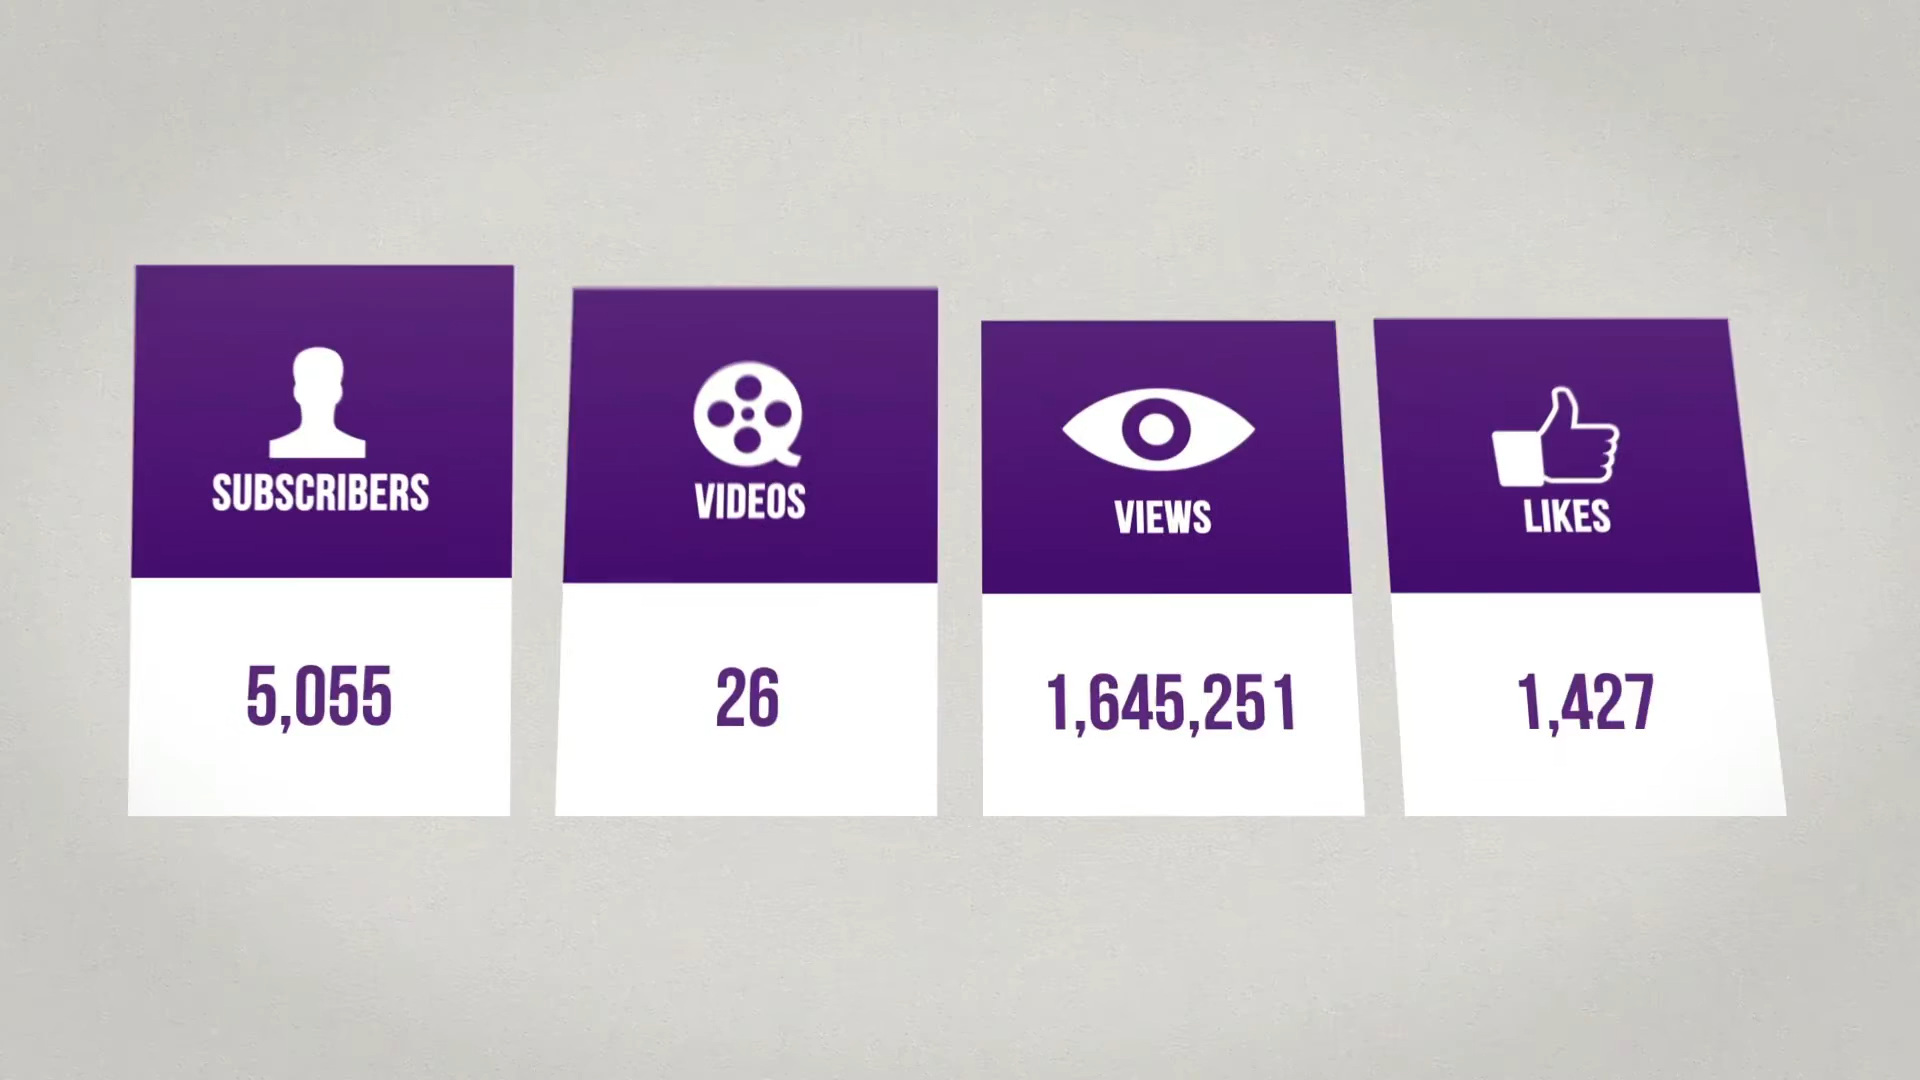 SUBSCRIBERS
5,055
VIDEOS
26
VIEWS
1,645,251
LIKES
1,427